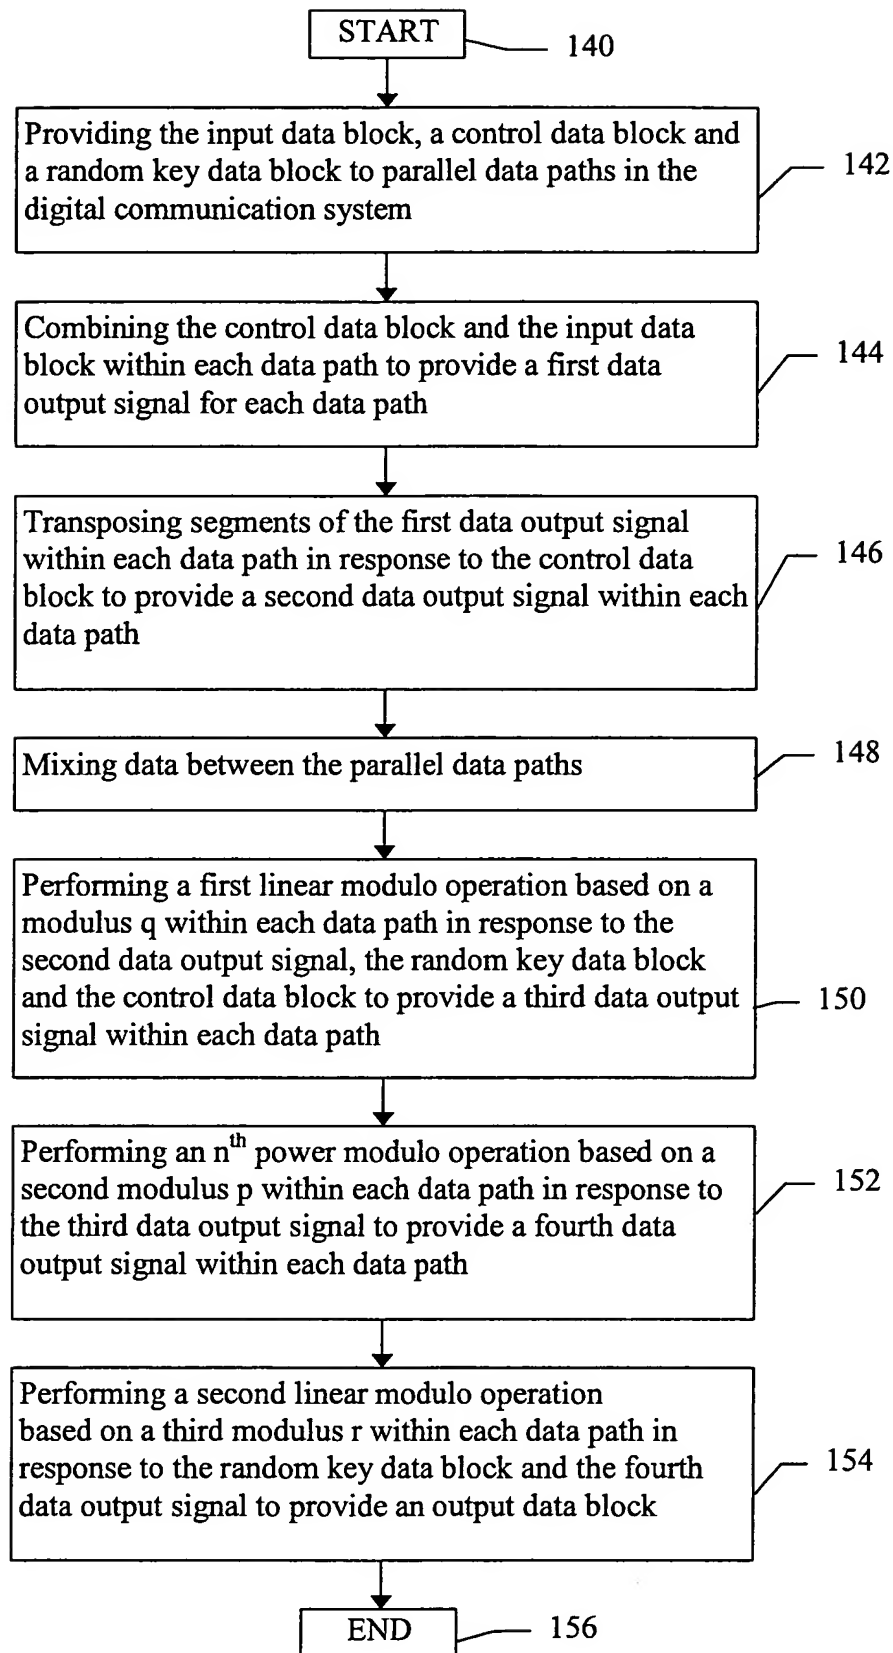 START
140
Providing the input data block, a control data block and
a random key data block to parallel data paths in the
digital communication system
142
Combining the control data block and the input data
block within each data path to provide a first data
output signal for each data path
144
Transposing segments of the first data output signal
within each data path in response to the control data
block to provide a second data output signal within each
data path
146
Mixing data between the parallel data paths
148
Performing a first linear modulo operation based on a
modulus q within each data path in response to the
second data output signal, the random key data block
and the control data block to provide a third data output
signal within each data path
150
Performing an nth power modulo operation based on a
second modulus p within each data path in response to
the third data output signal to provide a fourth data
output signal within each data path
152
Performing a second linear modulo operation
based on a third modulus r within each data path in
response to the random key data block and the fourth
data output signal to provide an output data block
154
END
156